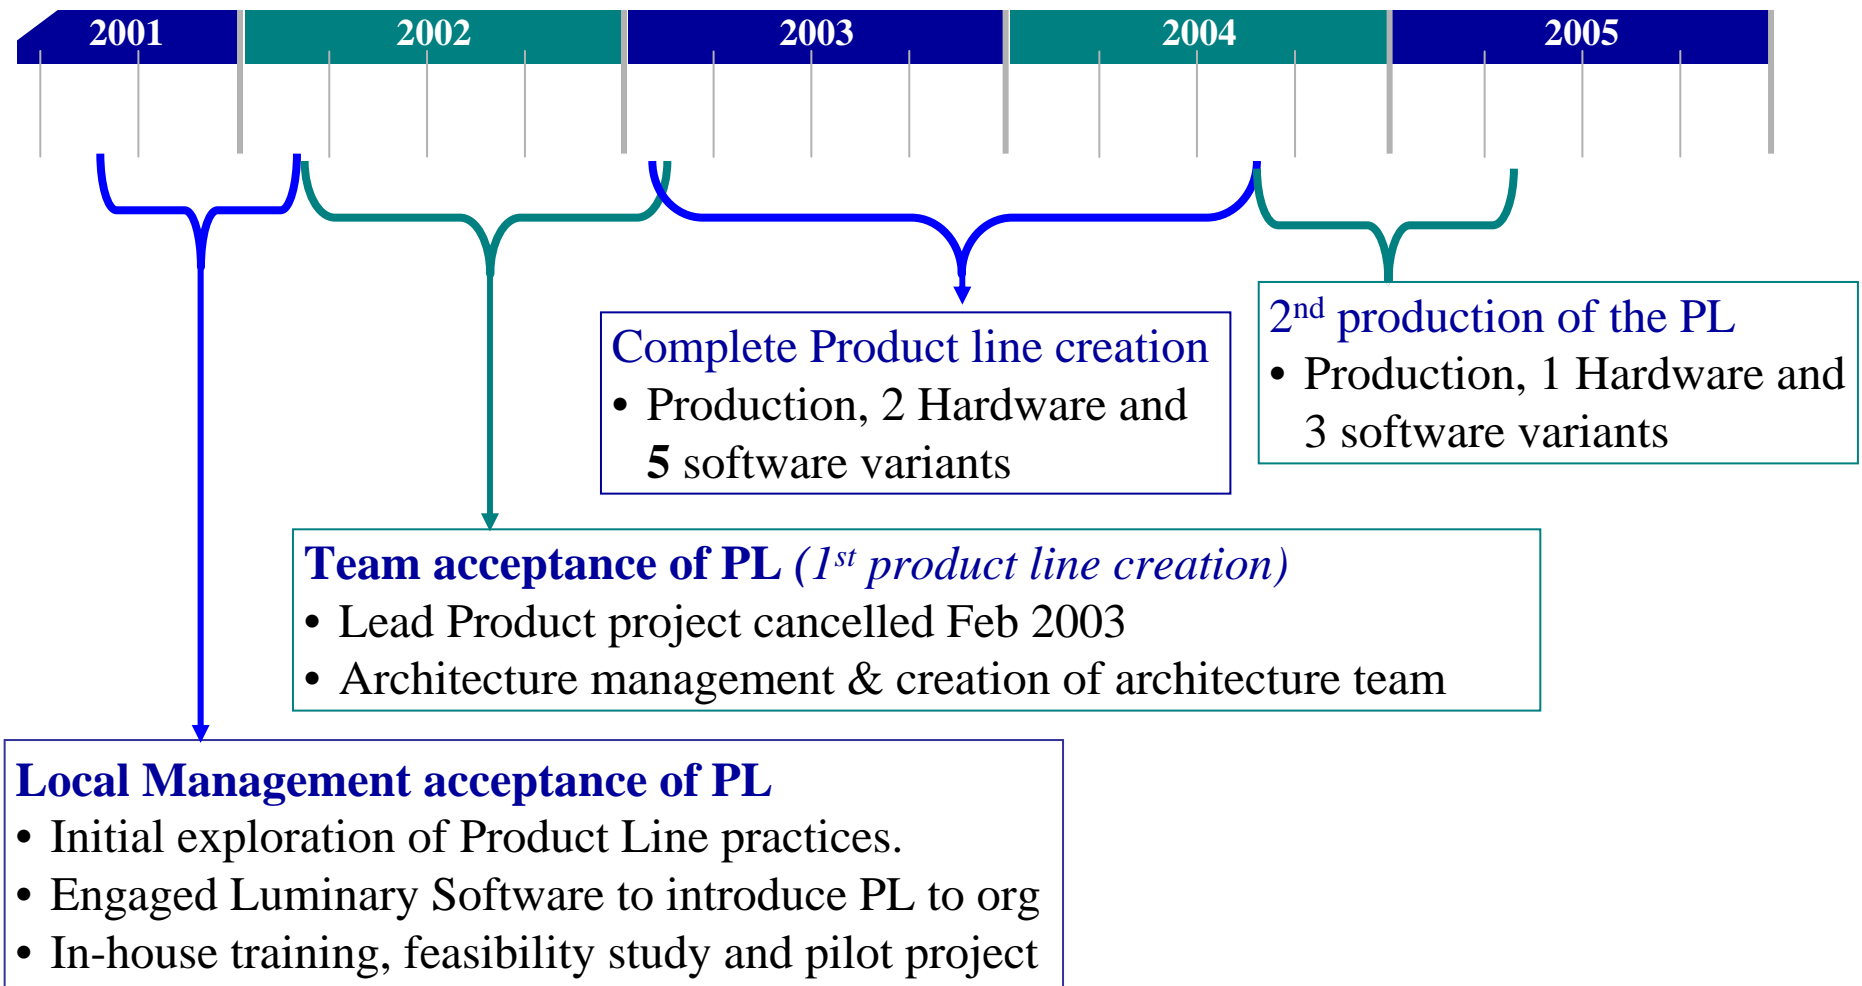 2001 2002 2003 2004 2005
Complete Product line creation
• Production, 2 Hardware and
5 software variants
2nd production of the PL
• Production, 1 Hardware and
3 software variants
Team acceptance of PL (1st product line creation)
• Lead Product project cancelled Feb 2003
• Architecture management & creation of architecture team
Local Management acceptance of PL
• Initial exploration of Product Line practices.
• Engaged Luminary Software to introduce PL to org
• In-house training, feasibility study and pilot project